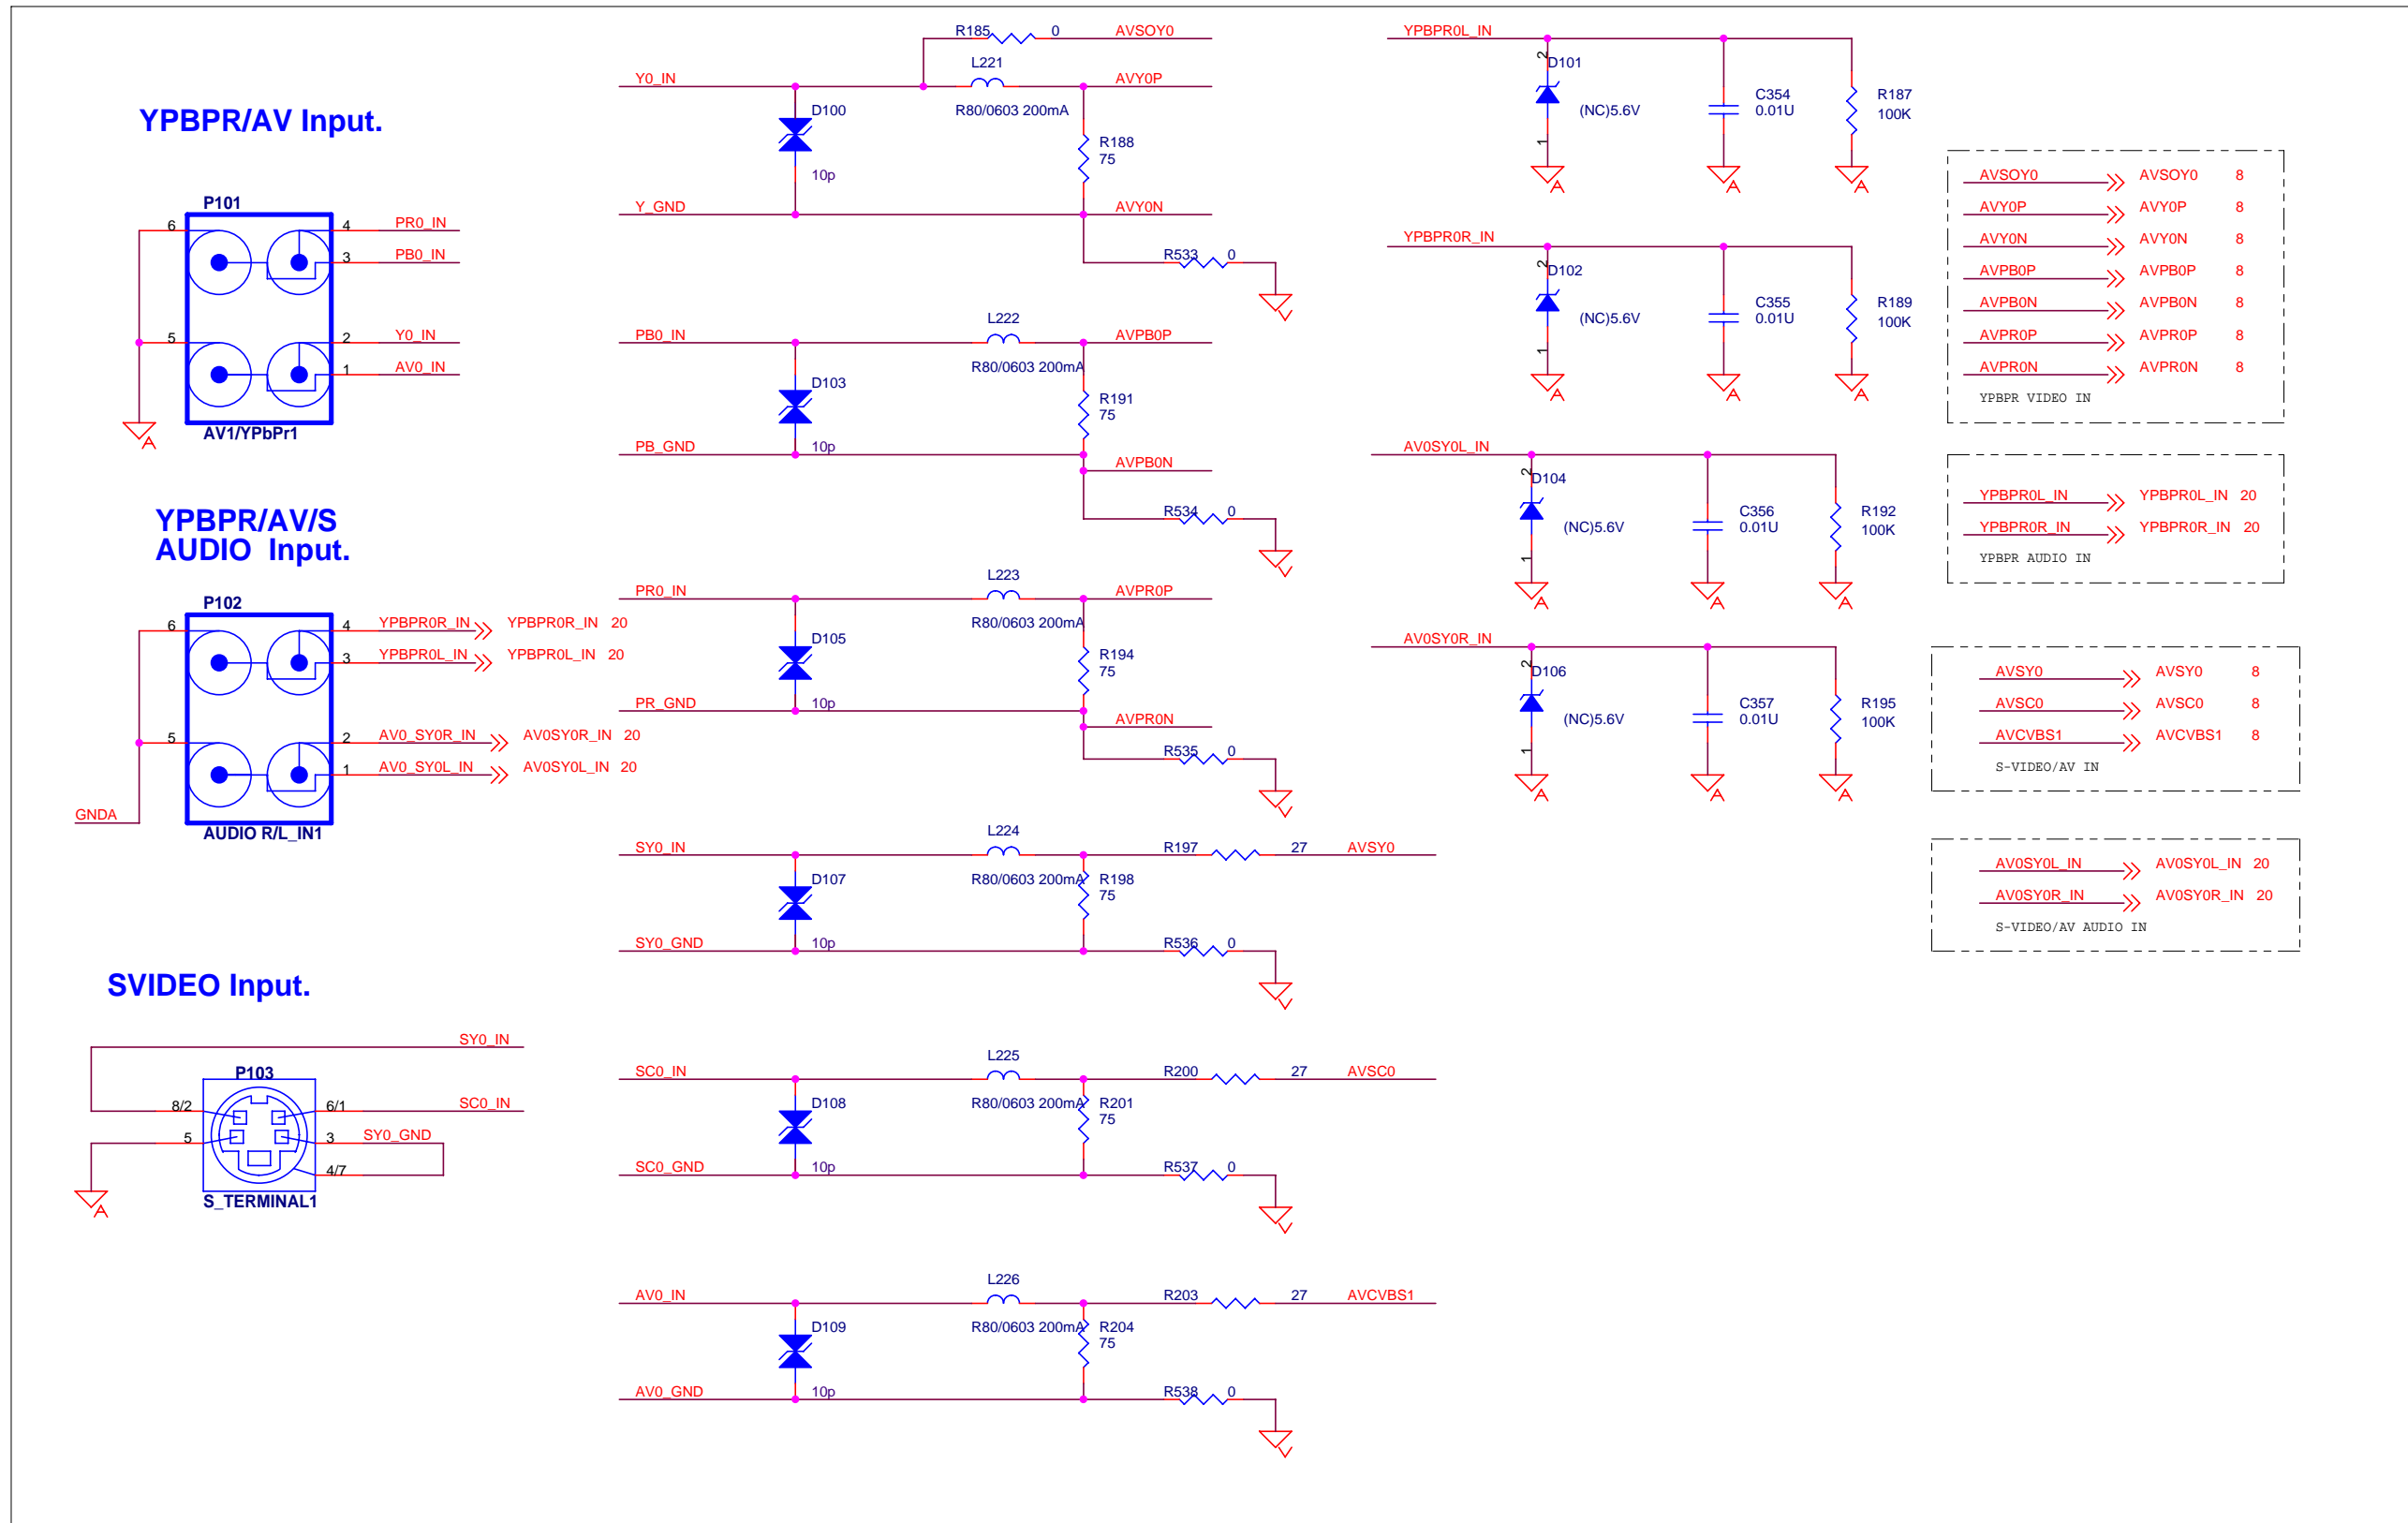 YPBPR/AV Input.
P101
6
5
4
PR0_IN
3
PB0_IN
2
Y0_IN
1
AV0_IN
A
AV1/YPbPr1
YPBPR/AV/S
AUDIO Input.
P102
6
5
4
YPBPR0R_IN
YPBPR0R_IN 20
3
YPBPR0L_IN
YPBPR0L_IN 20
2
AV0_SY0R_IN
AV0SY0R_IN 20
1
AV0_SY0L_IN
AV0SY0L_IN 20
GNDA
AUDIO R/L_IN1
SVIDEO Input.
SY0_IN
P103
8/2
6/1
SC0_IN
5
3
SY0_GND
4/7
A
S_TERMINAL1
R185 0 AVSOY0
Y0_IN
L221
AVY0P
R80/0603 200mA
D100
10p
R188
75
Y_GND
AVY0N
R533 0
PB0_IN
L222
AVPB0P
R80/0603 200mA
D103
10p
R191
75
PB_GND
AVPB0N
R534 0
PR0_IN
L223
AVPR0P
R80/0603 200mA
D105
10p
R194
75
PR_GND
AVPR0N
R535 0
SY0_IN
L224
R80/0603 200mA
R197 27 AVSY0
D107
10p
R198
75
SY0_GND
R536 0
SC0_IN
L225
R80/0603 200mA
R200 27 AVSC0
D108
10p
R201
75
SC0_GND
R537 0
AV0_IN
L226
R80/0603 200mA
R203 27 AVCVBS1
D109
10p
R204
75
AV0_GND
R538 0
YPBPR0L_IN
2
D101
(NC)5.6V
1
C354
0.01U
R187
100K
A
A
A
YPBPR0R_IN
2
D102
(NC)5.6V
1
C355
0.01U
R189
100K
A
A
A
AV0SY0L_IN
2
D104
(NC)5.6V
1
C356
0.01U
R192
100K
A
A
A
AV0SY0R_IN
2
D106
(NC)5.6V
1
C357
0.01U
R195
100K
A
A
A
AVSOY0 AVSOY0 8
AVY0P AVY0P 8
AVY0N AVY0N 8
AVPB0P AVPB0P 8
AVPB0N AVPB0N 8
AVPR0P AVPR0P 8
AVPR0N AVPR0N 8
YPBPR VIDEO IN
YPBPR0L_IN YPBPR0L_IN 20
YPBPR0R_IN YPBPR0R_IN 20
YPBPR AUDIO IN
AVSY0 AVSY0 8
AVSC0 AVSC0 8
AVCVBS1 AVCVBS1 8
S-VIDEO/AV IN
AV0SY0L_IN AV0SY0L_IN 20
AV0SY0R_IN AV0SY0R_IN 20
S-VIDEO/AV AUDIO IN